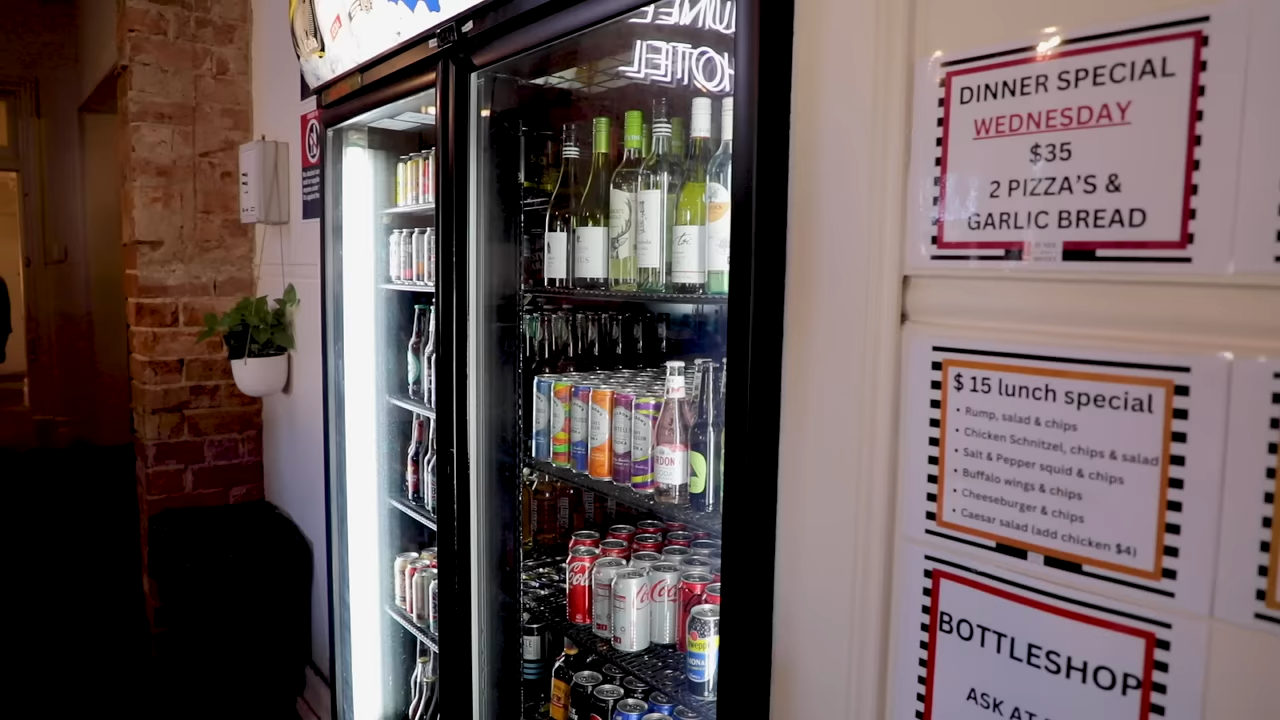 HOTEL
DINNER SPECIAL
WEDNESDAY
$35
2 PIZZA'S &
GARLIC BREAD
$ 15 lunch special
• Rump, salad & chips
• Chicken Schnitzel, chips & salad
• Salt & Pepper squid & chips
• Buffalo wings & chips
• Cheeseburger & chips
• Caesar salad (add chicken $4)
BOTTLESHOP
ASK AT